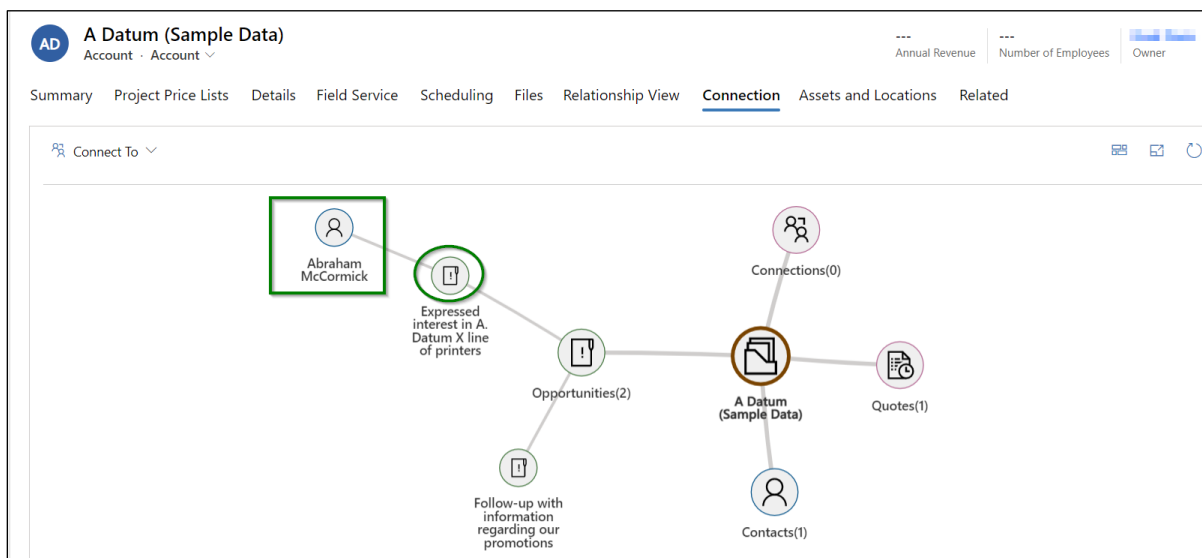 AD
A Datum (Sample Data)
Account · Account
---
Annual Revenue
---
Number of Employees
Owner
Summary
Project Price Lists
Details
Field Service
Scheduling
Files
Relationship View
Connection
Assets and Locations
Related
Connect To
Abraham
McCormick
Expressed
interest in A.
Datum X line
of printers
Connections(0)
Opportunities(2)
A Datum
(Sample Data)
Quotes(1)
Follow-up with
information
regarding our
promotions
Contacts(1)